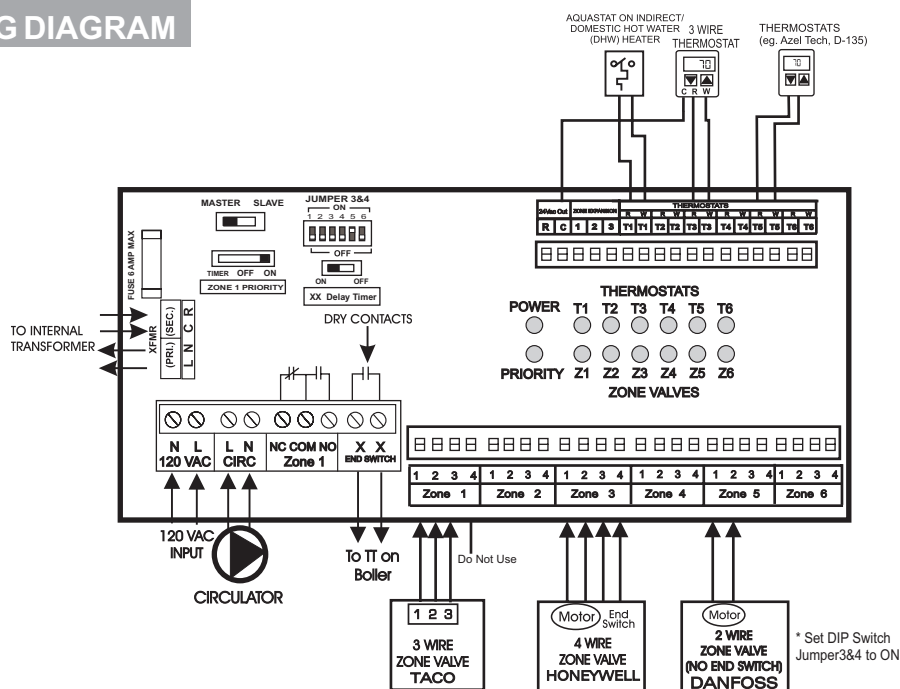 G DIAGRAM
AQUASTAT ON INDIRECT/
DOMESTIC HOT WATER
(DHW) HEATER
3 WIRE
THERMOSTAT
THERMOSTATS
(eg. Azel Tech, D-135)
70
C R W
70
MASTER SLAVE
JUMPER 3&4
ON
1 2 3 4 5 6
OFF
TIMER OFF ON
ZONE 1 PRIORITY
ON OFF
XX Delay Timer
FUSE 6 AMP MAX
24Vac Out ZONE EXPANSION THERMOSTATS
R W R W R W R W R W R W
R C 1 2 3 T1 T1 T2 T2 T3 T3 T4 T4 T5 T5 T6 T6
THERMOSTATS
POWER T1 T2 T3 T4 T5 T6
PRIORITY Z1 Z2 Z3 Z4 Z5 Z6
ZONE VALVES
TO INTERNAL
TRANSFORMER
XFMR
(PRI.) (SEC.)
L N C R
DRY CONTACTS
N L L N NC COM NO X X
120 VAC CIRC Zone 1 END SWITCH
1 2 3 4 1 2 3 4 1 2 3 4 1 2 3 4 1 2 3 4 1 2 3 4
Zone 1 Zone 2 Zone 3 Zone 4 Zone 5 Zone 6
120 VAC
INPUT
CIRCULATOR
To TT on
Boiler
Do Not Use
1 2 3
3 WIRE
ZONE VALVE
TACO
Motor End
Switch
4 WIRE
ZONE VALVE
HONEYWELL
Motor
2 WIRE
ZONE VALVE
(NO END SWITCH)
DANFOSS
* Set DIP Switch
Jumper3&4 to ON